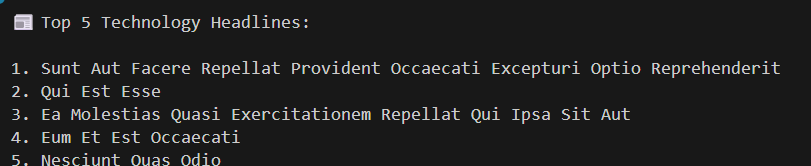 Top 5 Technology Headlines:
1. Sunt Aut Facere Repellat Provident Occaecati Excepturi Optio Reprehenderit
2. Qui Est Esse
3. Ea Molestias Quasi Exercitationem Repellat Qui Ipsa Sit Aut
4. Eum Et Est Occaecati
5. Nesciunt Quas Odio